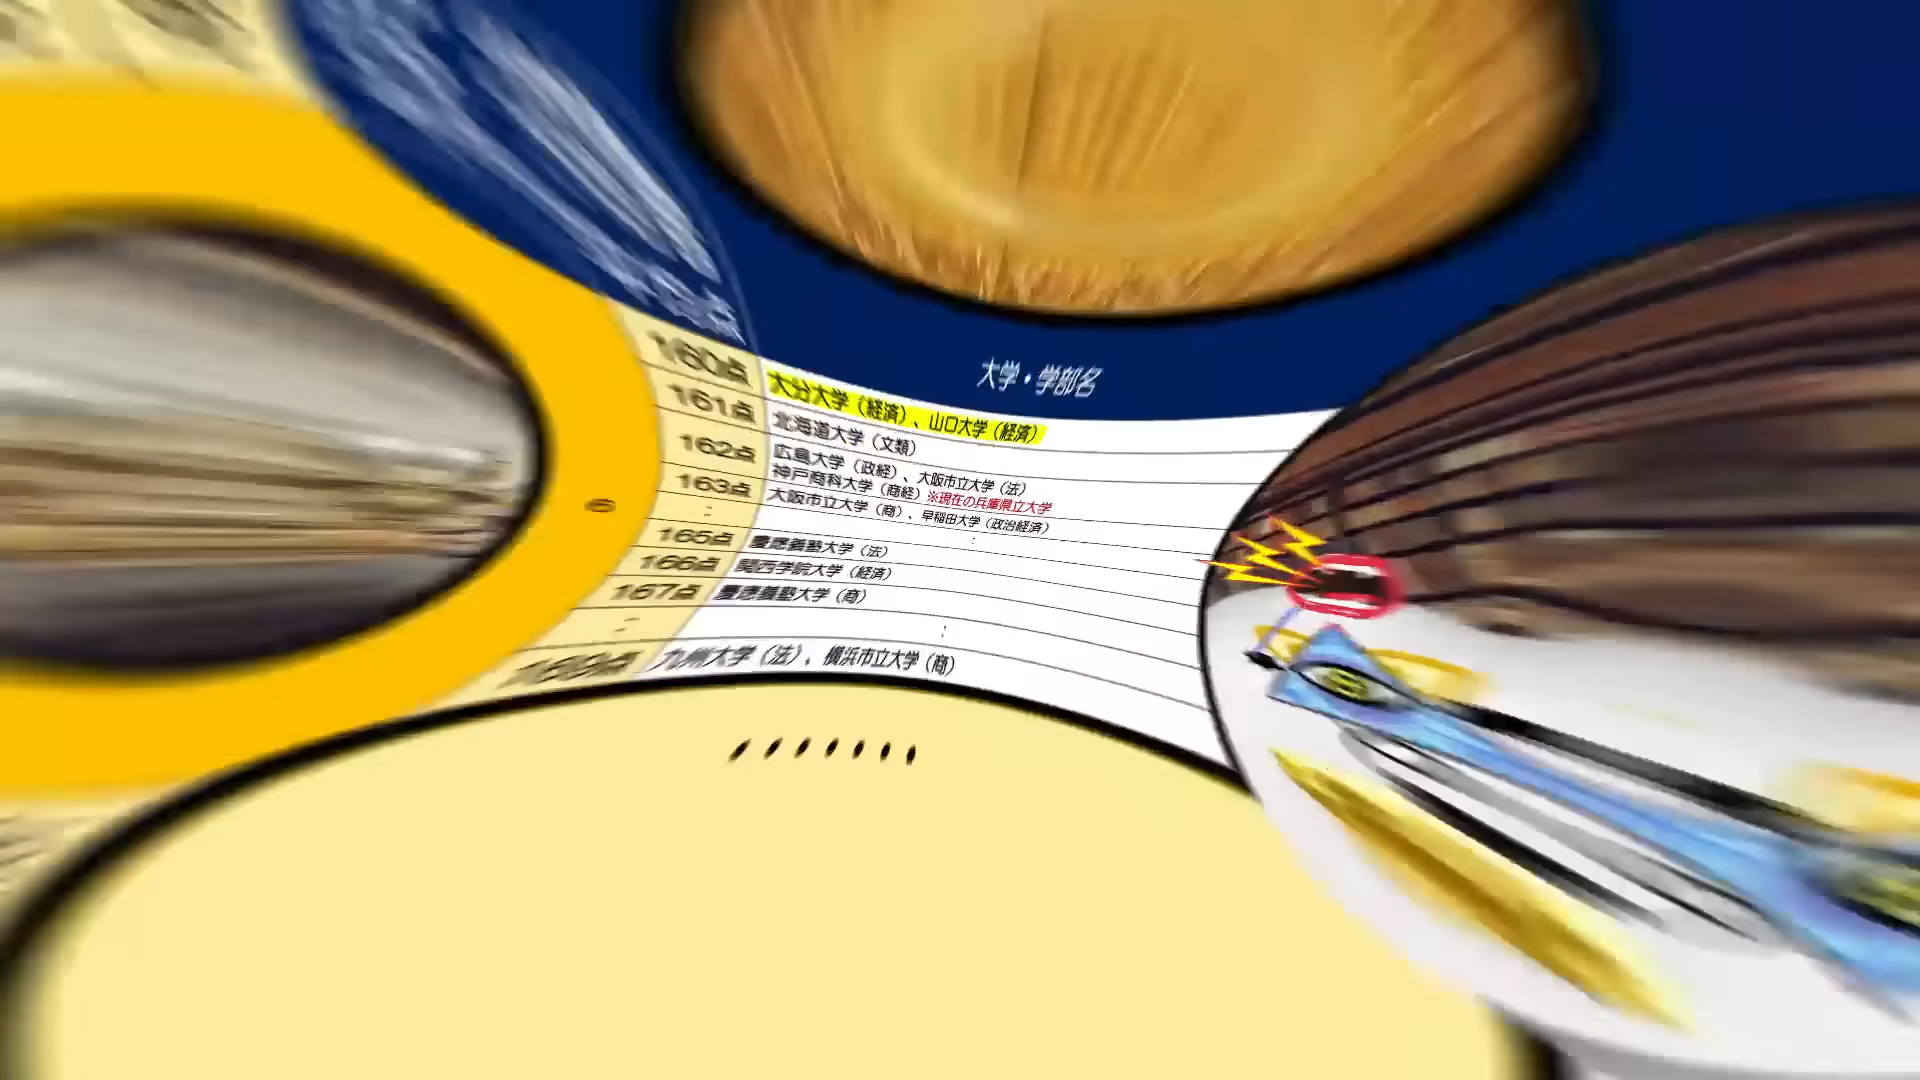 大学・学部名
160点 大分大学（経済）、山口大学（経済）
161点 北海道大学（文類）
162点 広島大学（政経）、大阪市立大学（法）
神戸商科大学（商経）※現在の兵庫県立大学
163点 大阪市立大学（商）、早稲田大学（政治経済）
： ：
165点 慶應義塾大学（法）
166点 関西学院大学（経済）
167点 慶應義塾大学（商）
： ：
169点 九州大学（法）、横浜市立大学（商）